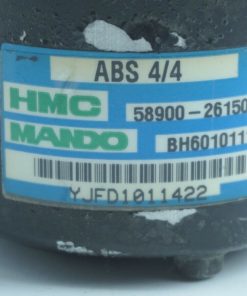 ABS 4/4
HMC 58900-26150
MANDO BH601011
YJFD1011422